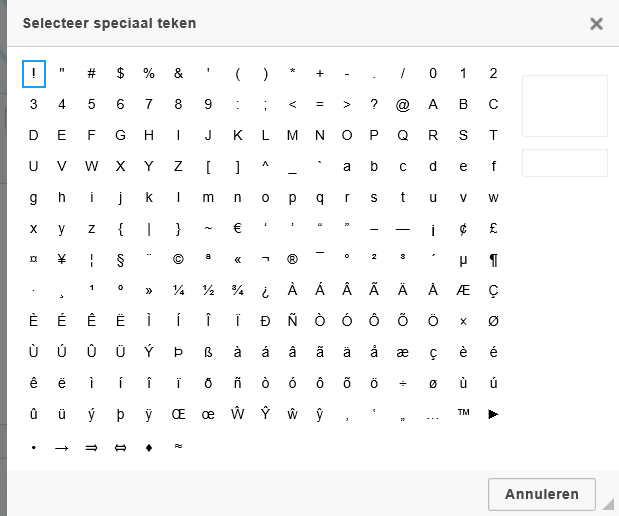 Selecteer speciaal teken
! " # $ % & ' ( ) * + - . / 0 1 2
3 4 5 6 7 8 9 : ; < = > ? @ A B C
D E F G H I J K L M N O P Q R S T
U V W X Y Z [ ] ^ _ ` a b c d e f
g h i j k l m n o p q r s t u v w
x y z { | } ~ € ‘ ’ “ ” – — ¡ ¢ £
¤ ¥ ¦ § ¨ © ª « ¬ ® ¯ ° ² ³ ´ µ ¶
· ¸ ¹ º » ¼ ½ ¾ ¿ À Á Â Ã Ä Å Æ Ç
È É Ê Ë Ì Í Î Ï Ð Ñ Ò Ó Ô Õ Ö × Ø
Ù Ú Û Ü Ý Þ ß à á â ã ä å æ ç è é
ê ë ì í î ï ð ñ ò ó ô õ ö ÷ ø ù ú
û ü ý þ ÿ Œ œ Ŵ Ŷ ŵ ŷ ‚ ‛ „ … ™ ►
• → ⇒ ⇔ ♦ ≈
Annuleren